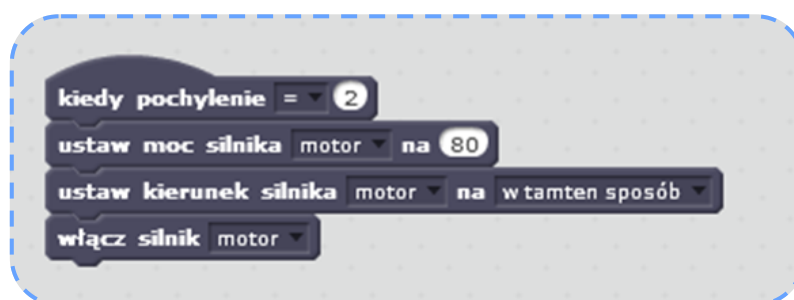 kiedy pochylenie = 2
ustaw moc silnika motor na 80
ustaw kierunek silnika motor na w tamten sposób
włącz silnik motor